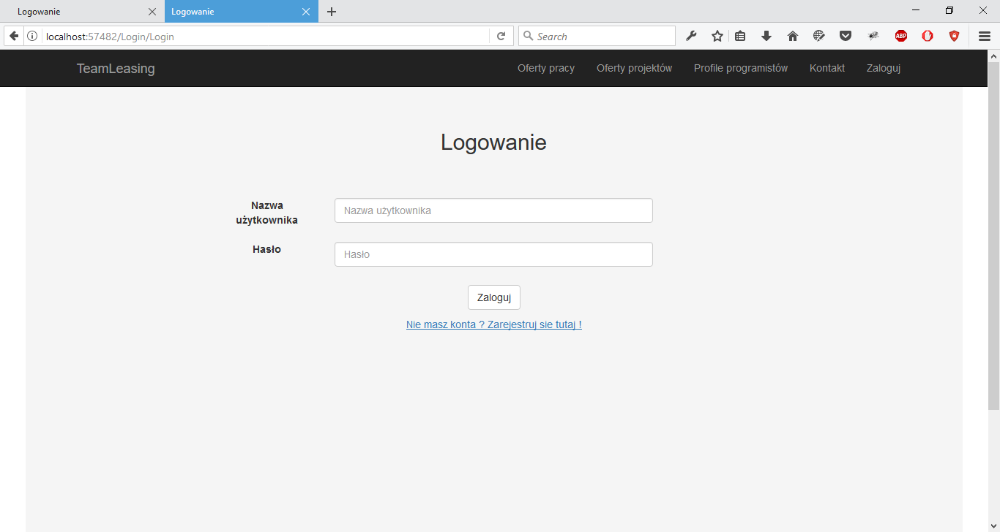 Logowanie
Logowanie
localhost:57482/Login/Login
Search
ABP
TeamLeasing
Oferty pracy
Oferty projektów
Profile programistów
Kontakt
Zaloguj
Logowanie
Nazwa
użytkownika
Nazwa użytkownika
Hasło
Hasło
Zaloguj
Nie masz konta ? Zarejestruj sie tutaj !